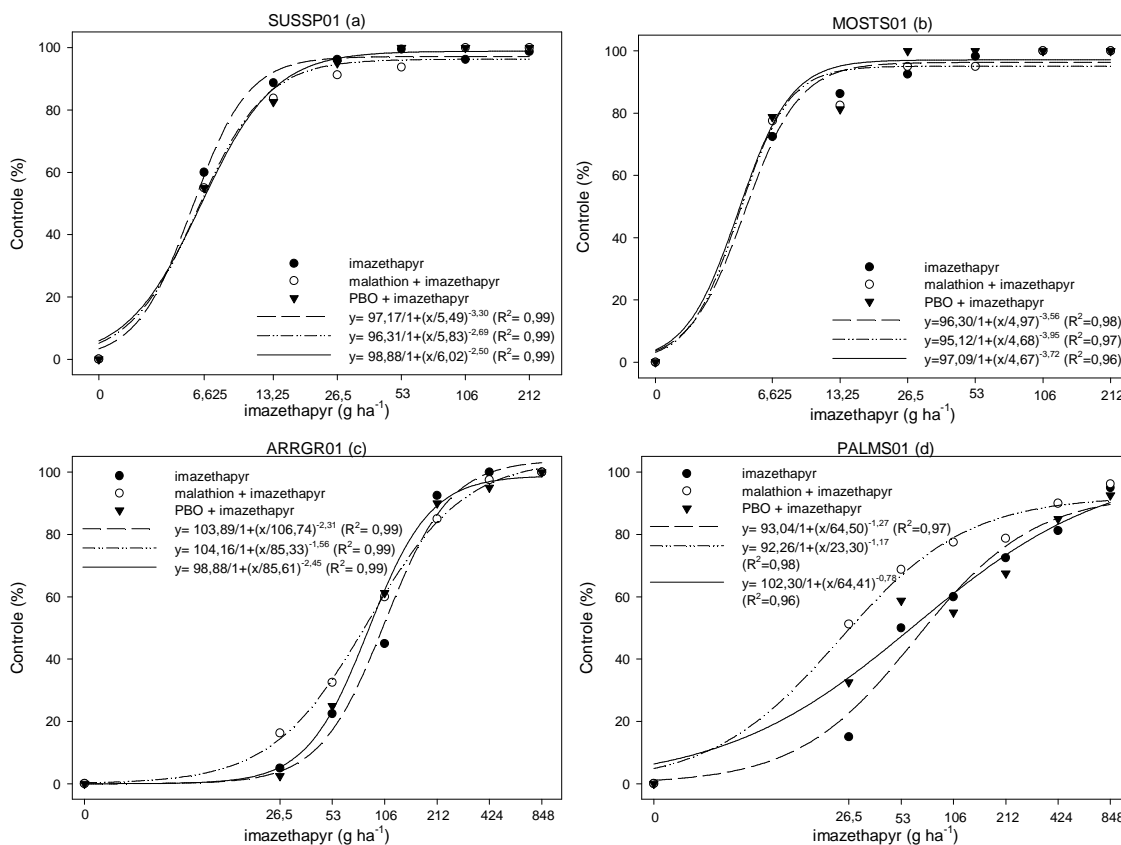 SUSSP01 (a)
Controle (%)
100
80
60
40
20
0
imazethapyr
malathion + imazethapyr
PBO + imazethapyr
y= 97,17/1+(x/5,49)^-3,30 (R²= 0,99)
y= 96,31/1+(x/5,83)^-2,69 (R²= 0,99)
y= 98,88/1+(x/6,02)^-2,50 (R²= 0,99)
0 6,625 13,25 26,5 53 106 212
imazethapyr (g ha⁻¹)
MOSTS01 (b)
Controle (%)
100
80
60
40
20
0
imazethapyr
malathion + imazethapyr
PBO + imazethapyr
y=96,30/1+(x/4,97)^-3,56 (R²=0,98)
y=95,12/1+(x/4,68)^-3,95 (R²=0,97)
y=97,09/1+(x/4,67)^-3,72 (R²=0,96)
0 6,625 13,25 26,5 53 106 212
imazethapyr (g ha⁻¹)
ARRGR01 (c)
Controle (%)
100
80
60
40
20
0
imazethapyr
malathion + imazethapyr
PBO + imazethapyr
y= 103,89/1+(x/106,74)^-2,31 (R²= 0,99)
y= 104,16/1+(x/85,33)^-1,56 (R²= 0,99)
y= 98,88/1+(x/85,61)^-2,45 (R²= 0,99)
0 26,5 53 106 212 424 848
imazethapyr (g ha⁻¹)
PALMS01 (d)
Controle (%)
100
80
60
40
20
0
imazethapyr
malathion + imazethapyr
PBO + imazethapyr
y= 93,04/1+(x/64,50)^-1,27 (R²=0,97)
y= 92,26/1+(x/23,30)^-1,17
(R²=0,98)
y= 102,30/1+(x/64,41)^-0,78
(R²=0,96)
0 26,5 53 106 212 424 848
imazethapyr (g ha⁻¹)